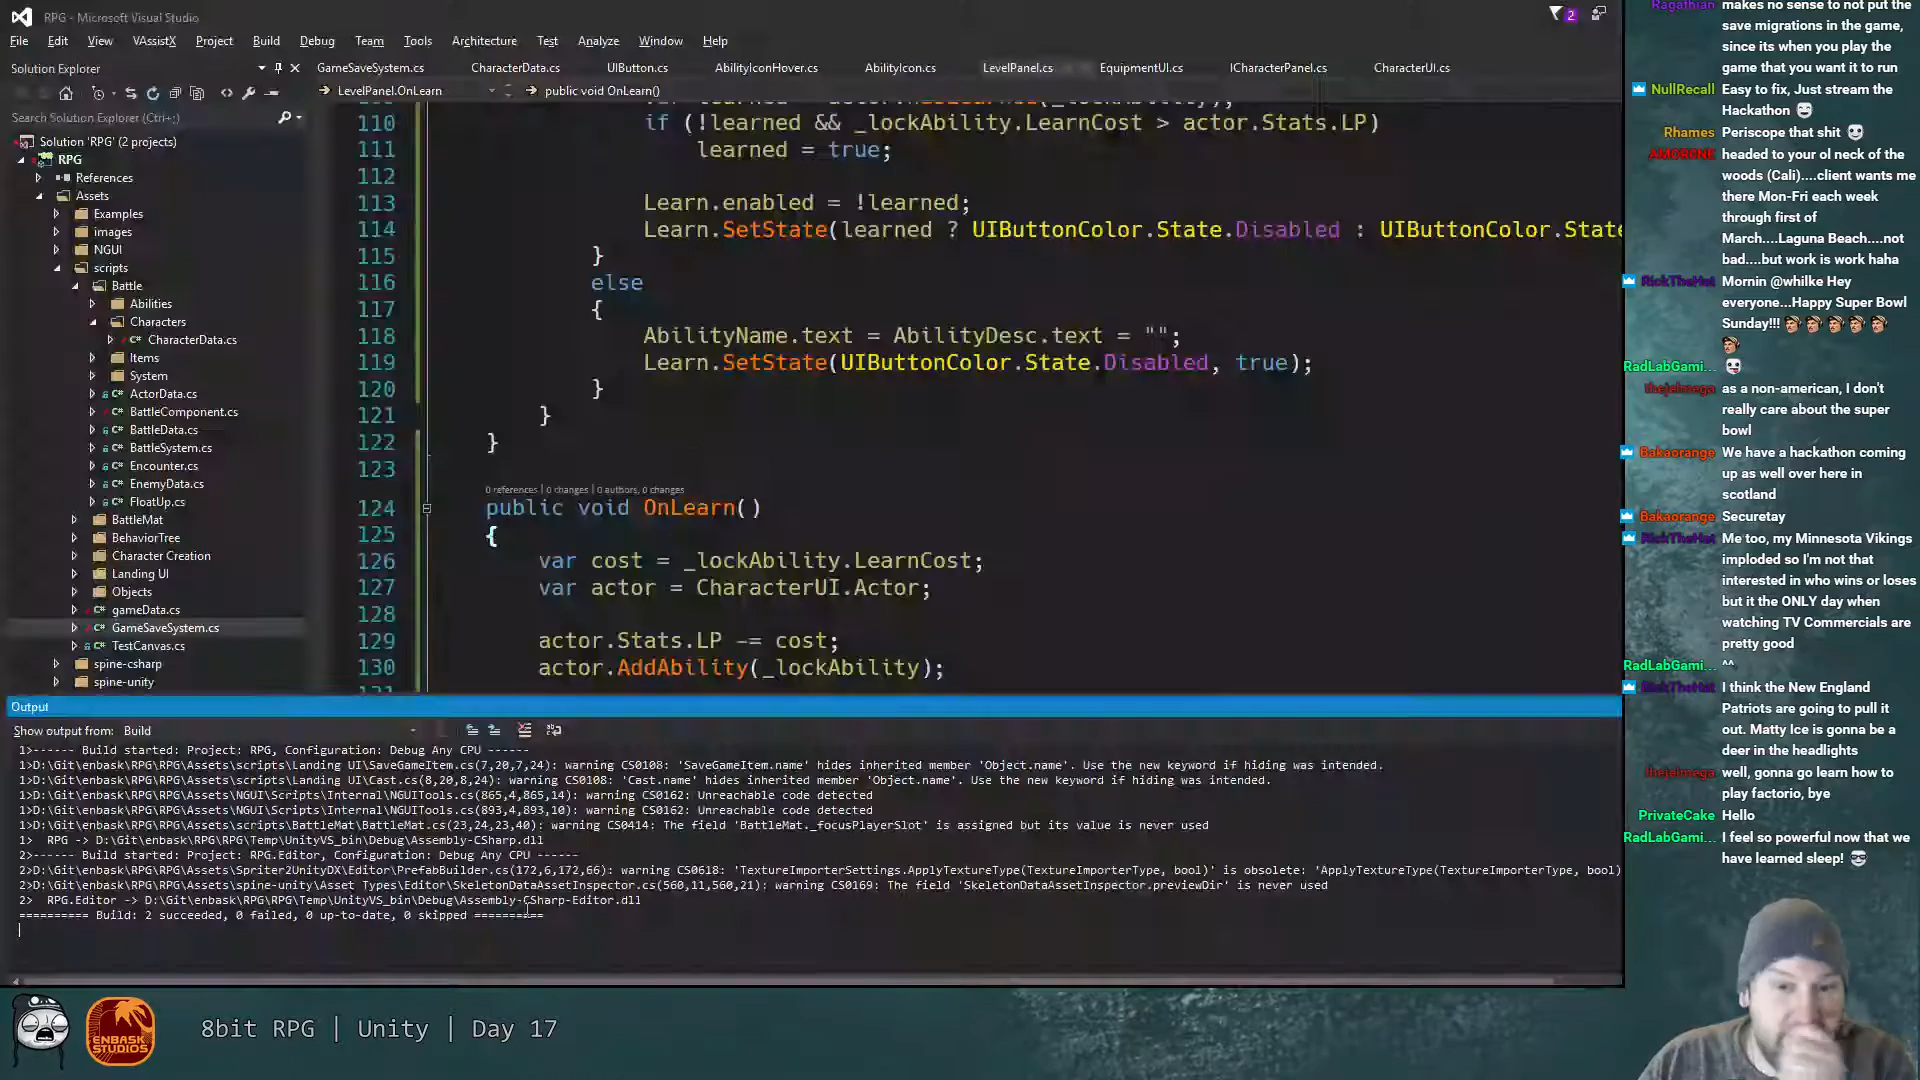 RPG - Microsoft Visual Studio
2
File Edit View VAssistX Project Build Debug Team Tools Architecture Test Analyze Window Help
Solution Explorer
GameSaveSystem.cs CharacterData.cs UIButton.cs AbilityIconHover.cs AbilityIcon.cs LevelPanel.cs EquipmentUI.cs ICharacterPanel.cs CharacterUI.cs
LevelPanel.OnLearn
public void OnLearn()
Search Solution Explorer (Ctrl+;)
Solution 'RPG' (2 projects)
RPG
References
Assets
Examples
images
NGUI
scripts
Battle
Abilities
Characters
C# CharacterData.cs
Items
System
C# ActorData.cs
C# BattleComponent.cs
C# BattleData.cs
C# BattleSystem.cs
C# Encounter.cs
C# EnemyData.cs
C# FloatUp.cs
BattleMat
BehaviorTree
Character Creation
Landing UI
Objects
C# gameData.cs
C# GameSaveSystem.cs
C# TestCanvas.cs
spine-csharp
spine-unity
110 if (!learned && _lockAbility.LearnCost > actor.Stats.LP)
111 learned = true;
112
113 Learn.enabled = !learned;
114 Learn.SetState(learned ? UIButtonColor.State.Disabled : UIButtonColor.State
115 }
116 else
117 {
118 AbilityName.text = AbilityDesc.text = "";
119 Learn.SetState(UIButtonColor.State.Disabled, true);
120 }
121 }
122 }
123
0 references | 0 changes | 0 authors, 0 changes
124 public void OnLearn()
125 {
126 var cost = _lockAbility.LearnCost;
127 var actor = CharacterUI.Actor;
128
129 actor.Stats.LP -= cost;
130 actor.AddAbility(_lockAbility);
Output
Show output from: Build
1>------ Build started: Project: RPG, Configuration: Debug Any CPU ------
1>D:\Git\enbask\RPG\RPG\Assets\scripts\Landing UI\SaveGameItem.cs(7,20,7,24): warning CS0108: 'SaveGameItem.name' hides inherited member 'Object.name'. Use the new keyword if hiding was intended.
1>D:\Git\enbask\RPG\RPG\Assets\scripts\Landing UI\Cast.cs(8,20,8,24): warning CS0108: 'Cast.name' hides inherited member 'Object.name'. Use the new keyword if hiding was intended.
1>D:\Git\enbask\RPG\RPG\Assets\NGUI\Scripts\Internal\NGUITools.cs(865,4,865,14): warning CS0162: Unreachable code detected
1>D:\Git\enbask\RPG\RPG\Assets\NGUI\Scripts\Internal\NGUITools.cs(893,4,893,10): warning CS0162: Unreachable code detected
1>D:\Git\enbask\RPG\RPG\Assets\scripts\BattleMat\BattleMat.cs(23,24,23,40): warning CS0414: The field 'BattleMat._focusPlayerSlot' is assigned but its value is never used
1> RPG -> D:\Git\enbask\RPG\RPG\Temp\UnityVS_bin\Debug\Assembly-CSharp.dll
2>------ Build started: Project: RPG.Editor, Configuration: Debug Any CPU ------
2>D:\Git\enbask\RPG\RPG\Assets\Spriter2UnityDX\Editor\PrefabBuilder.cs(172,6,172,66): warning CS0618: 'TextureImporterSettings.ApplyTextureType(TextureImporterType, bool)' is obsolete: 'ApplyTextureType(TextureImporterType, bool)
2>D:\Git\enbask\RPG\RPG\Assets\spine-unity\Asset Types\Editor\SkeletonDataAssetInspector.cs(560,11,560,21): warning CS0169: The field 'SkeletonDataAssetInspector.previewDir' is never used
2> RPG.Editor -> D:\Git\enbask\RPG\RPG\Temp\UnityVS_bin\Debug\Assembly-CSharp-Editor.dll
========== Build: 2 succeeded, 0 failed, 0 up-to-date, 0 skipped ==========
ENBASK
STUDIOS
8bit RPG | Unity | Day 17
Ragathian makes no sense to not put the
save migrations in the game,
since its when you play the
game that you want it to run
NullRecall Easy to fix, Just stream the
Hackathon
Rhames Periscope that shit
headed to your ol neck of the
woods (Cali)....client wants me
there Mon-Fri each week
through first of
March....Laguna Beach....not
bad....but work is work haha
RickTheHat Mornin @whilke Hey
everyone...Happy Super Bowl
Sunday!!!
RadLabGami...
thejelmega as a non-american, I don't
really care about the super
bowl
Bakaorange We have a hackathon coming
up as well over here in
scotland
Bakaorange Securetay
RickTheHat Me too, my Minnesota Vikings
imploded so I'm not that
interested in who wins or loses
but it the ONLY day when
watching TV Commercials are
pretty good
RadLabGami... ^^
RickTheHat I think the New England
Patriots are going to pull it
out. Matty Ice is gonna be a
deer in the headlights
thejelmega well, gonna go learn how to
play factorio, bye
PrivateCake Hello
RadLabGami... I feel so powerful now that we
have learned sleep!